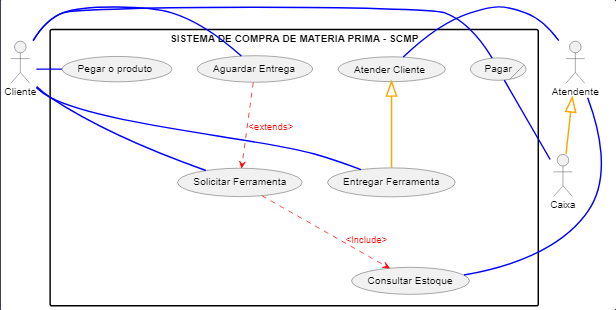 SISTEMA DE COMPRA DE MATERIA PRIMA - SCMP
Cliente
Pegar o produto
Aguardar Entrega
Atender Cliente
Pagar
Atendente
<extends>
Solicitar Ferramenta
Entregar Ferramenta
Caixa
<Include>
Consultar Estoque